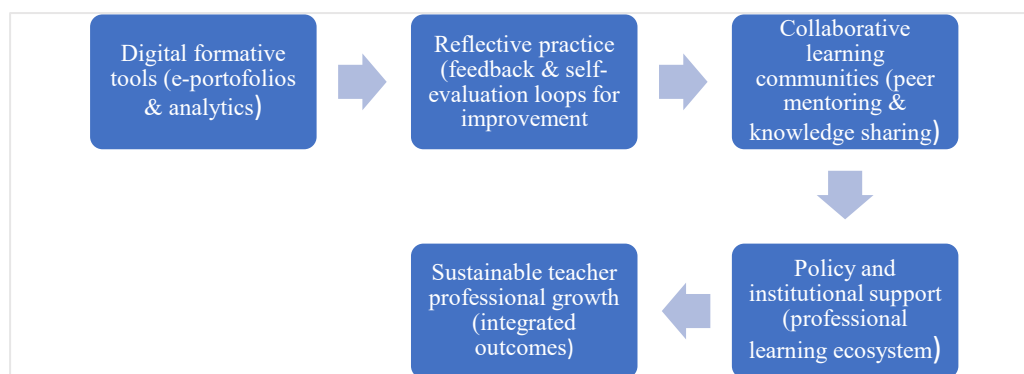 Digital formative
tools (e-portofolios
& analytics)
Reflective practice
(feedback & self-
evaluation loops for
improvement
Collaborative
learning
communities (peer
mentoring &
knowledge sharing)
Policy and
institutional support
(professional
learning ecosystem)
Sustainable teacher
professional growth
(integrated
outcomes)